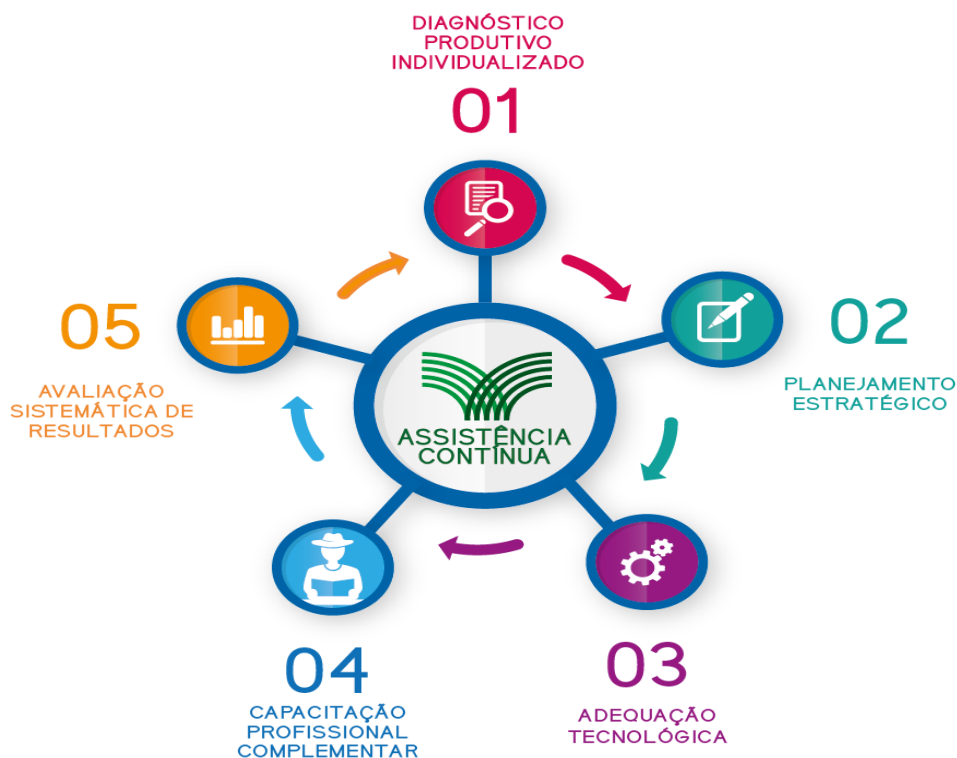 DIAGNÓSTICO
PRODUTIVO
INDIVIDUALIZADO
01
02
PLANEJAMENTO
ESTRATÉGICO
03
ADEQUAÇÃO
TECNOLÓGICA
04
CAPACITAÇÃO
PROFISSIONAL
COMPLEMENTAR
05
AVALIAÇÃO
SISTEMÁTICA DE
RESULTADOS
ASSISTÊNCIA
CONTÍNUA